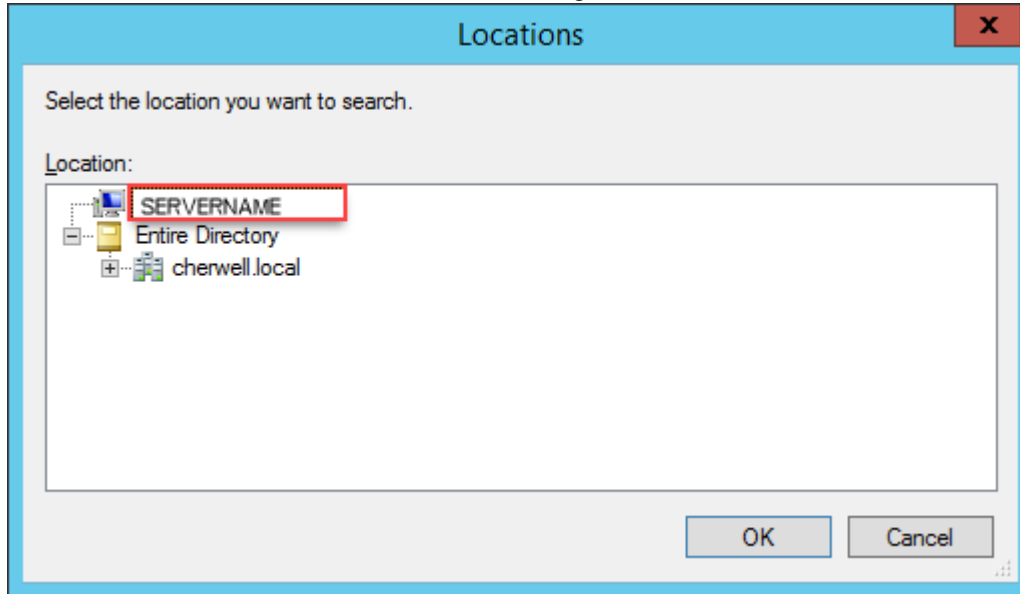 Locations
x
Select the location you want to search.
Location:
SERVERNAME
Entire Directory
cherwell.local
OK Cancel